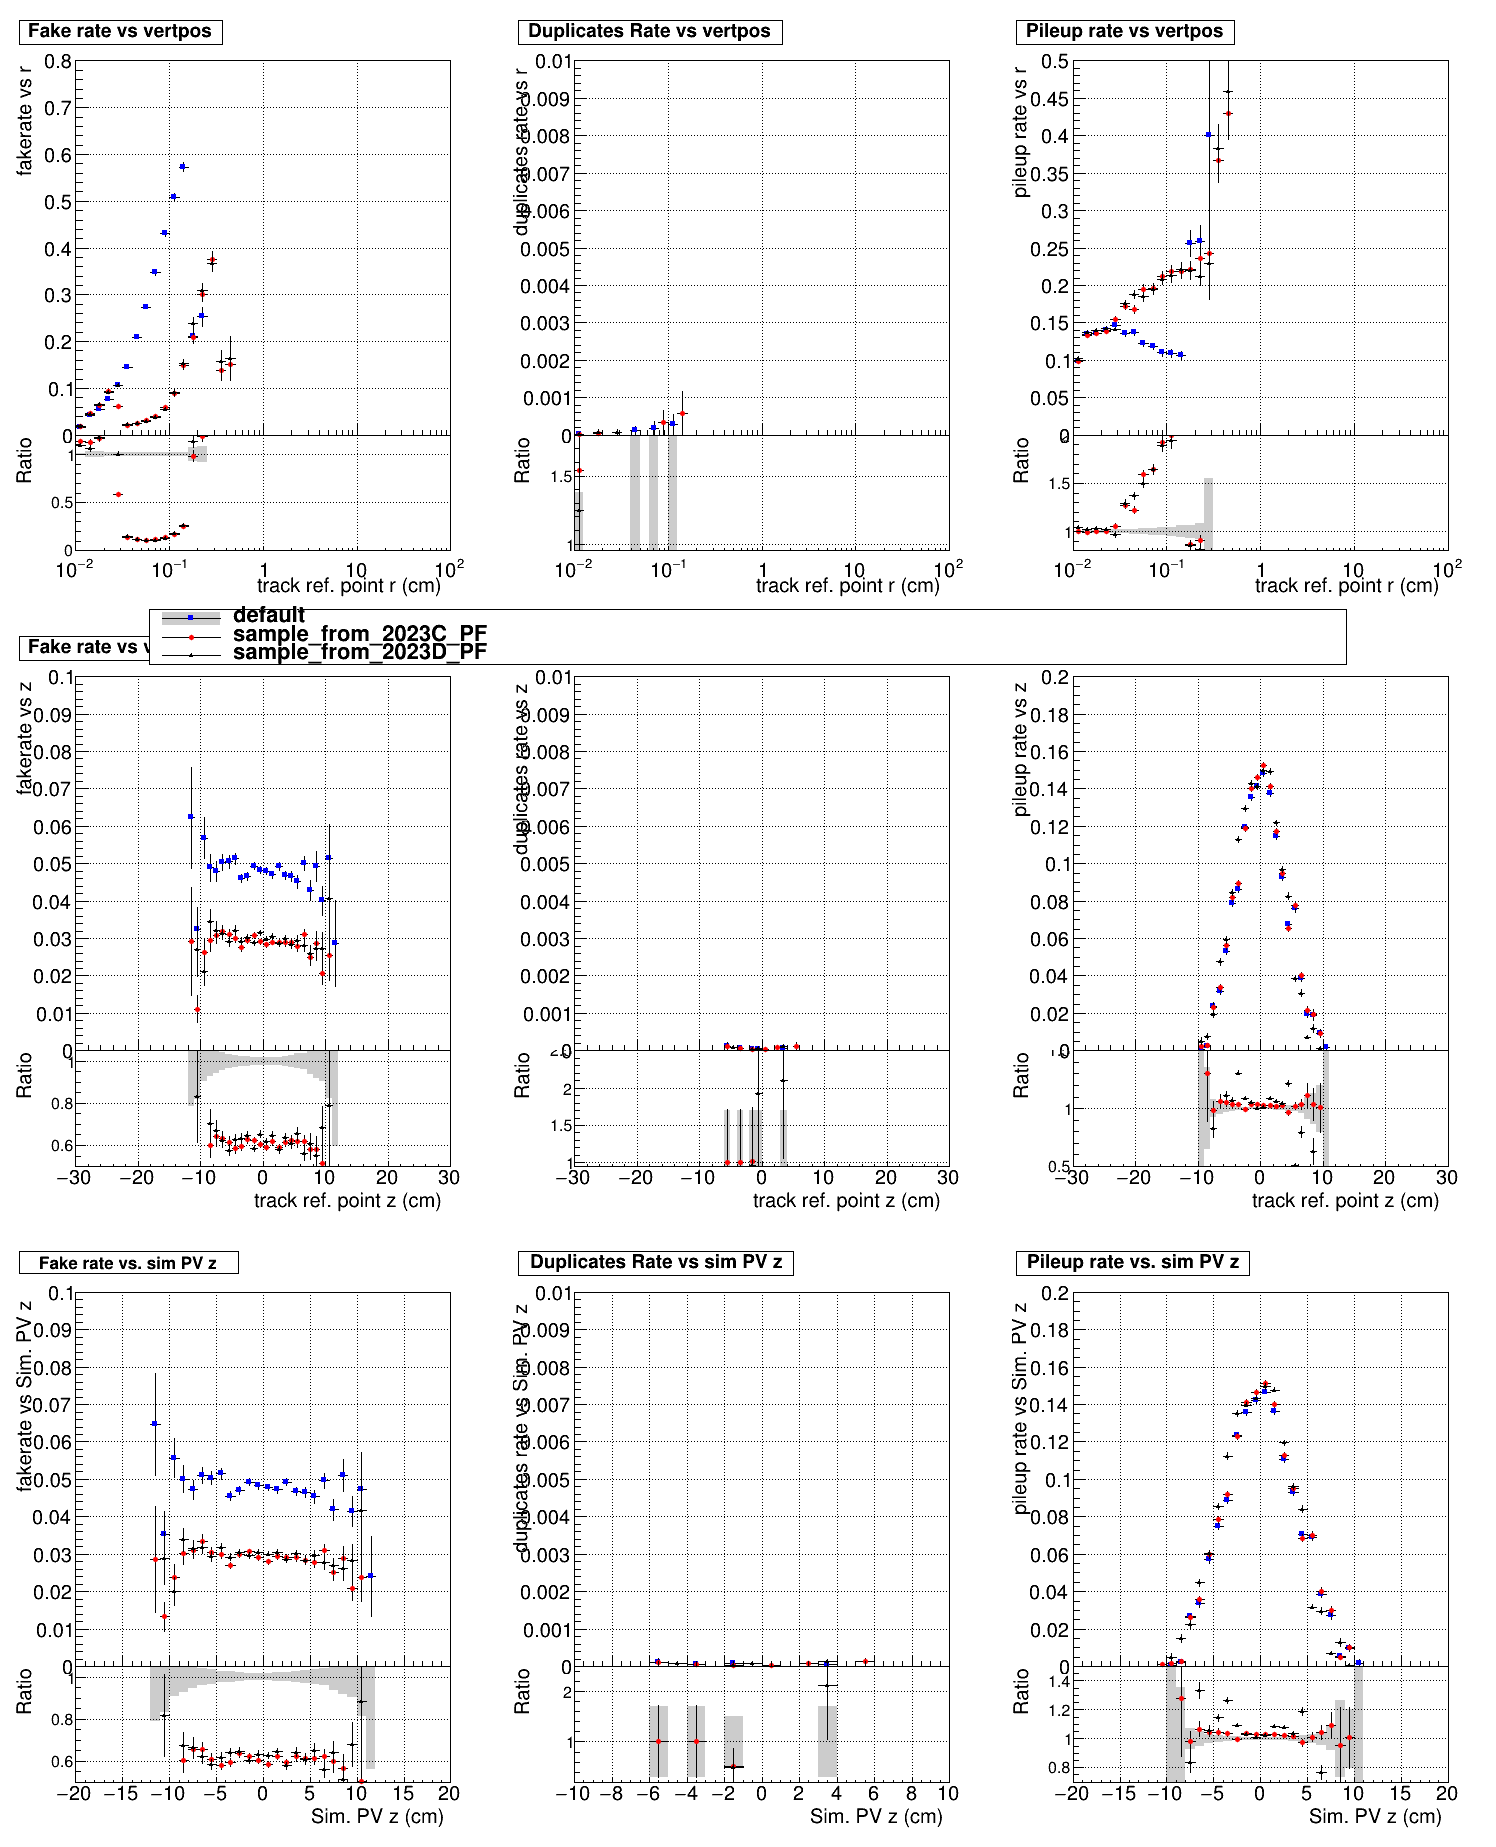 Fake rate vs vertpos
fakerate vs r
0.8
0.7
0.6
0.5
0.4
0.3
0.2
0.1
0
Ratio
1
0.5
0
10−2 10−1 1 10 102
track ref. point r (cm)
Duplicates Rate vs vertpos
duplicates rate vs r
0.01
0.009
0.008
0.007
0.006
0.005
0.004
0.003
0.002
0.001
0
Ratio
1.5
1
10−2 10−1 1 10 102
track ref. point r (cm)
Pileup rate vs vertpos
pileup rate vs r
0.5
0.45
0.4
0.35
0.3
0.25
0.2
0.15
0.1
0.05
0
Ratio
1.5
1
10−2 10−1 1 10 102
track ref. point r (cm)
default
sample_from_2023C_PF
sample_from_2023D_PF
Fake rate vs v
fakerate vs z
0.1
0.09
0.08
0.07
0.06
0.05
0.04
0.03
0.02
0.01
0
Ratio
1
0.8
0.6
−30 −20 −10 0 10 20 30
track ref. point z (cm)
duplicates rate vs z
0.01
0.009
0.008
0.007
0.006
0.005
0.004
0.003
0.002
0.001
0
Ratio
2
1.5
1
−30 −20 −10 0 10 20 30
track ref. point z (cm)
pileup rate vs z
0.2
0.18
0.16
0.14
0.12
0.1
0.08
0.06
0.04
0.02
0
Ratio
1
0.5
−30 −20 −10 0 10 20 30
track ref. point z (cm)
Fake rate vs. sim PV z
fakerate vs Sim. PV z
0.1
0.09
0.08
0.07
0.06
0.05
0.04
0.03
0.02
0.01
0
Ratio
1
0.8
0.6
−20 −15 −10 −5 0 5 10 15 20
Sim. PV z (cm)
Duplicates Rate vs sim PV z
duplicates rate vs Sim. PV z
0.01
0.009
0.008
0.007
0.006
0.005
0.004
0.003
0.002
0.001
0
Ratio
2
1
−10 −8 −6 −4 −2 0 2 4 6 8 10
Sim. PV z (cm)
Pileup rate vs. sim PV z
pileup rate vs Sim. PV z
0.2
0.18
0.16
0.14
0.12
0.1
0.08
0.06
0.04
0.02
0
Ratio
1.4
1.2
1
0.8
−20 −15 −10 −5 0 5 10 15 20
Sim. PV z (cm)